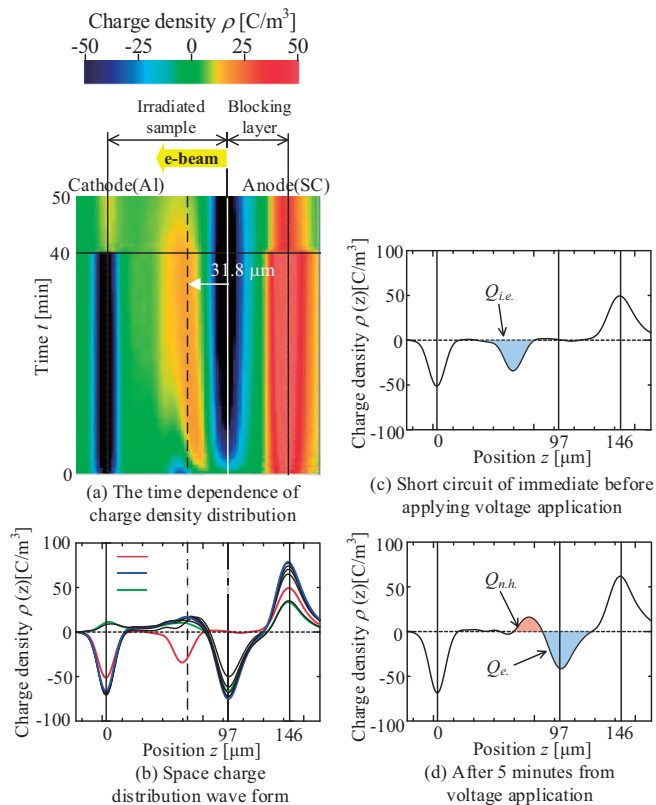 Charge density ρ [C/m³]
-50 -25 0 25 50
Irradiated sample
Blocking layer
e-beam
Cathode(Al)
Anode(SC)
50
40
31.8 μm
Time t [min]
0
(a) The time dependence of
charge density distribution
100
50
0
-50
-100
Charge density ρ (z)[C/m³]
0 97 146
Position z [μm]
(b) Space charge
distribution wave form
100
50
0
-50
-100
Charge density ρ (z)[C/m³]
Q_i.e.
0 97 146
Position z [μm]
(c) Short circuit of immediate before
applying voltage application
100
50
0
-50
-100
Charge density ρ (z)[C/m³]
Q_n.h.
Q_e.
0 97 146
Position z [μm]
(d) After 5 minutes from
voltage application